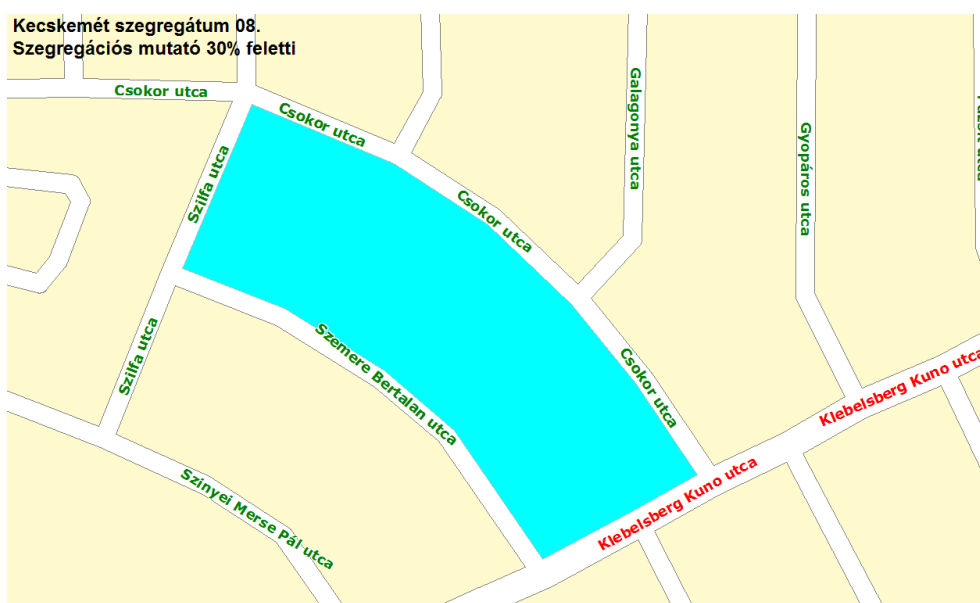 Kecskemét szegregátum 08.
Szegregációs mutató 30% feletti
Csokor utca
Csokor utca
Galagonya utca
Gyopáros utca
utca
Szilfa utca
Csokor utca
Szilfa utca
Szemere Bertalan utca
Csokor utca
Klebelsberg Kuno utca
Klebelsberg Kuno utca
Szinyei Merse Pál utca